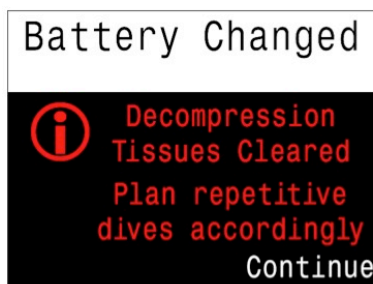 Battery Changed
Decompression
Tissues Cleared
Plan repetitive
dives accordingly
Continue